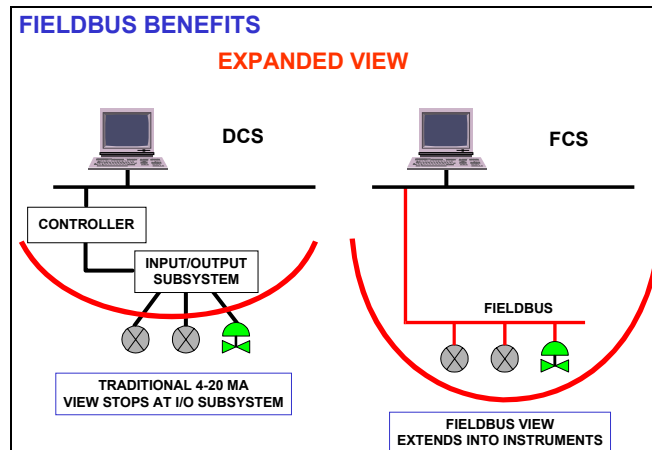 FIELDBUS BENEFITS
EXPANDED VIEW
DCS
CONTROLLER
INPUT/OUTPUT
SUBSYSTEM
TRADITIONAL 4-20 MA
VIEW STOPS AT I/O SUBSYSTEM
FCS
FIELDBUS
FIELDBUS VIEW
EXTENDS INTO INSTRUMENTS